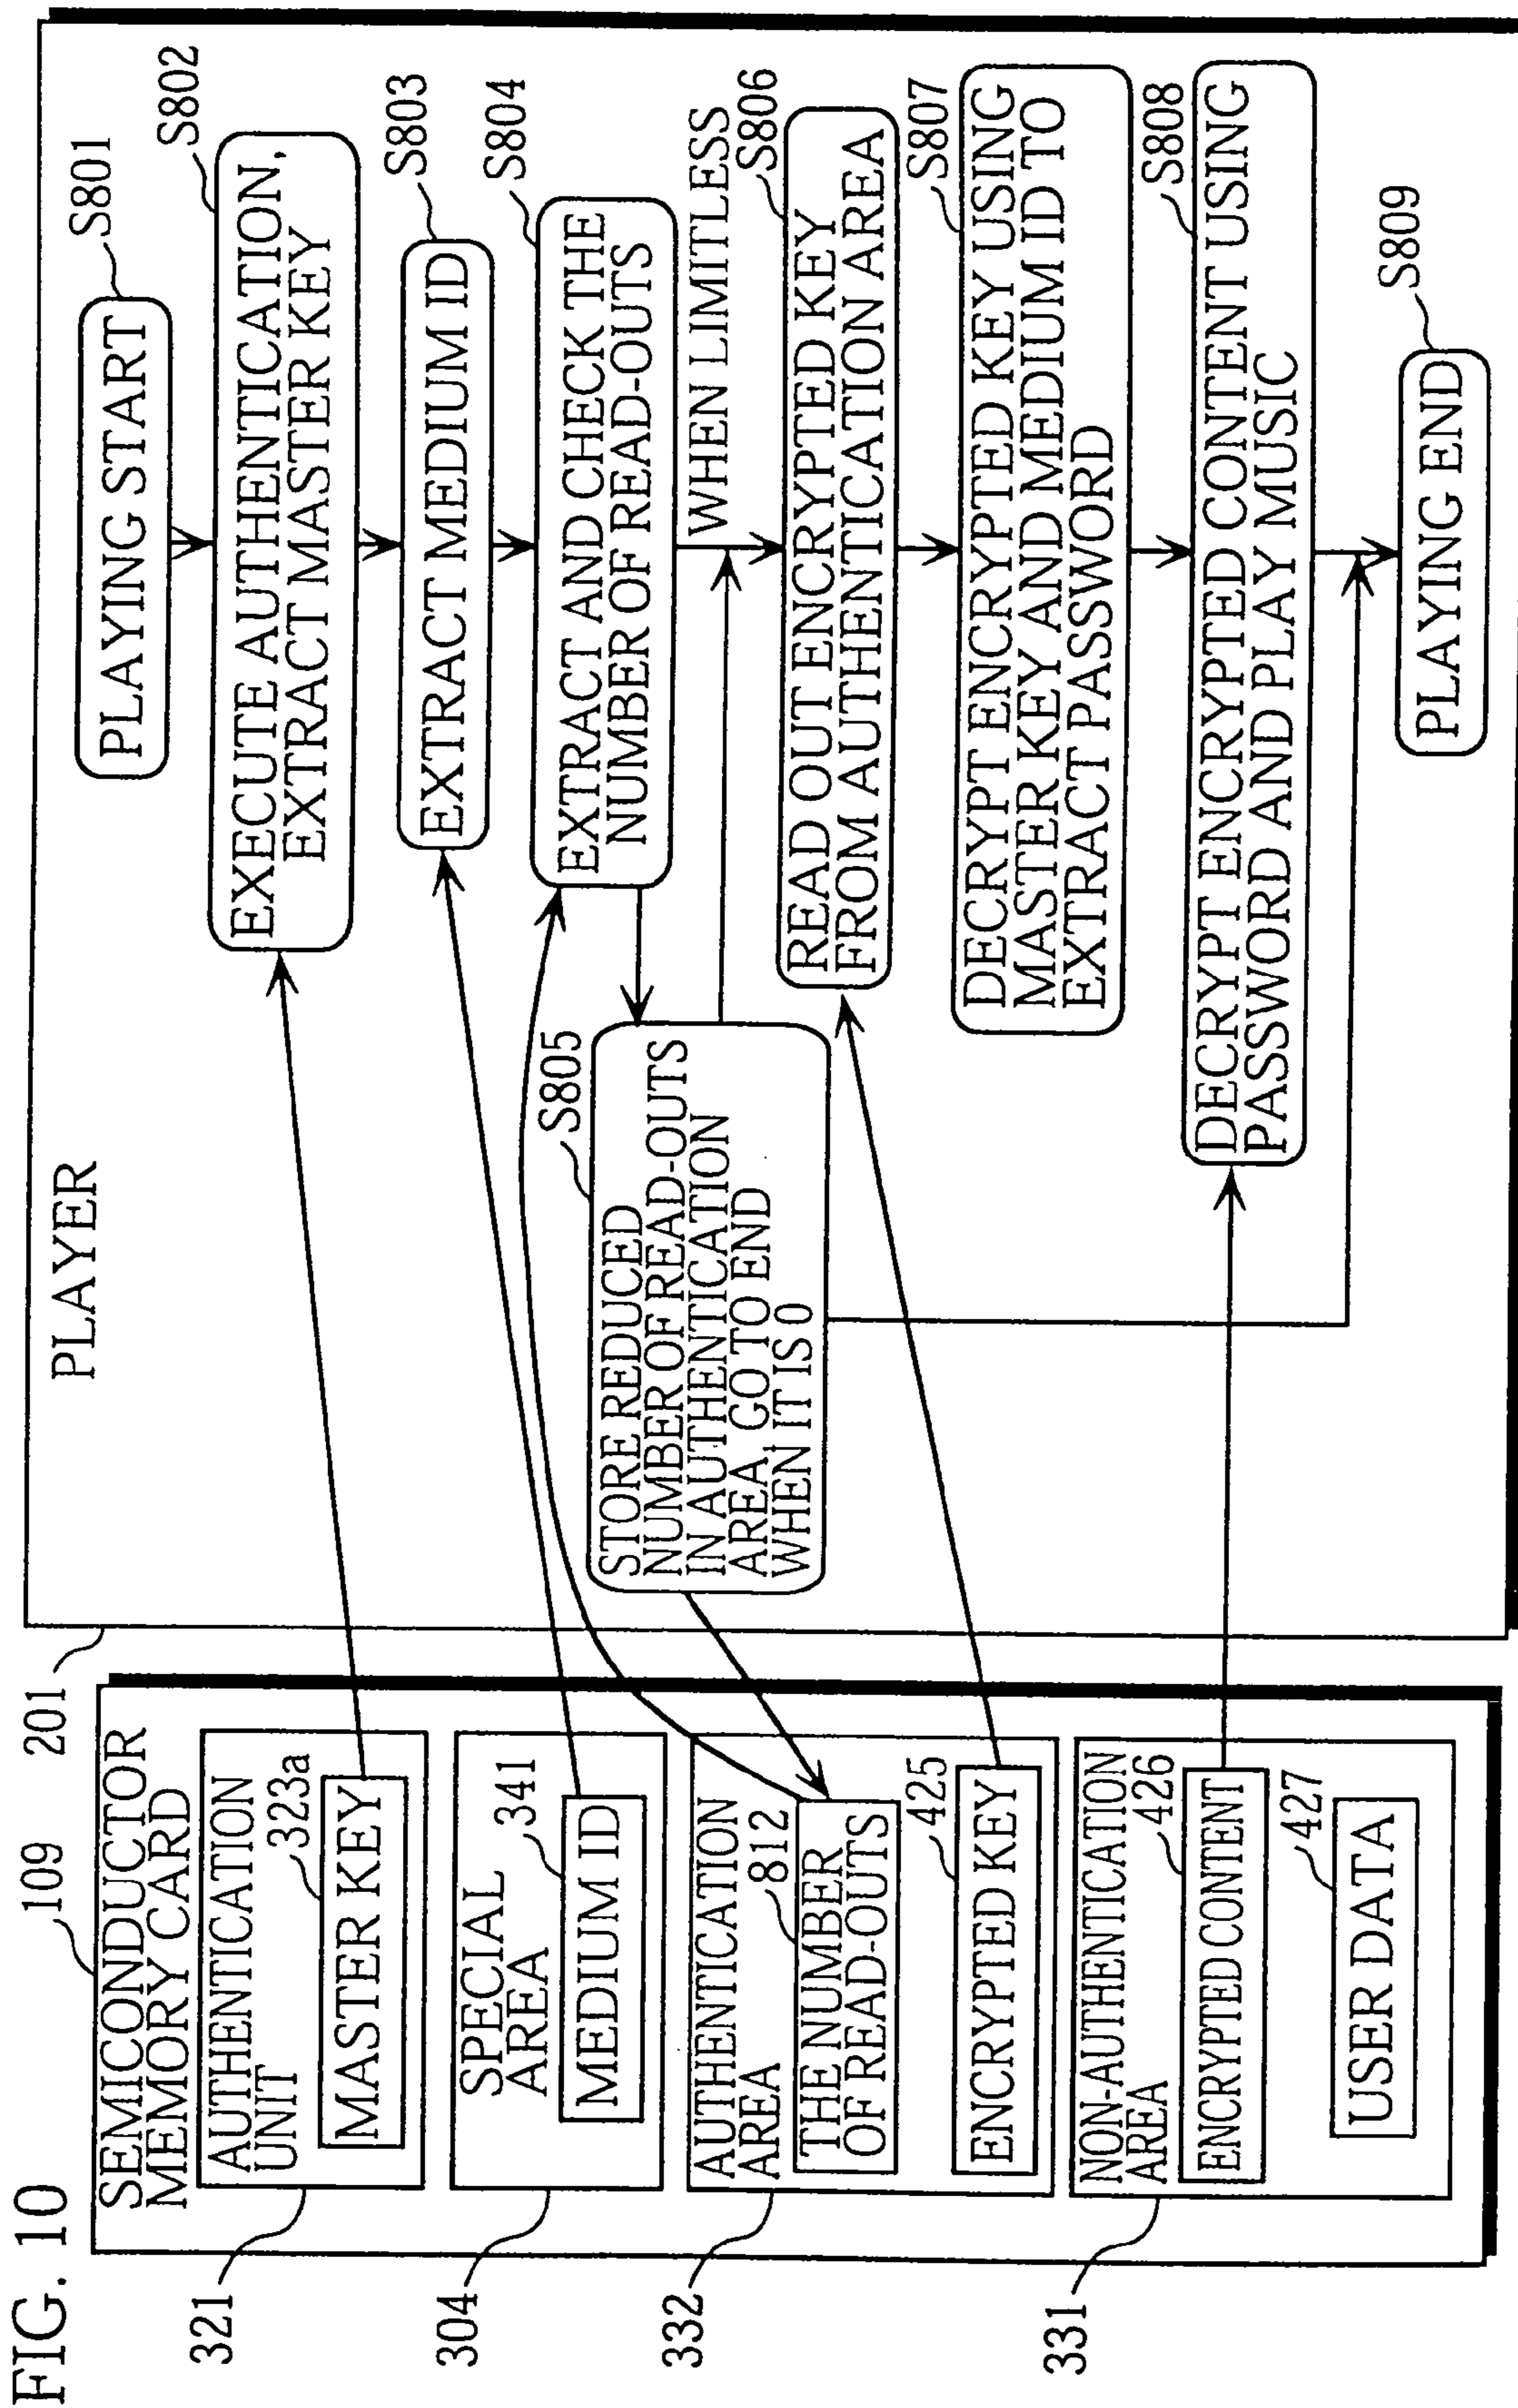 FIG. 10
109
SEMICONDUCTOR
MEMORY CARD
321
AUTHENTICATION
UNIT
323a
MASTER KEY
304
SPECIAL
AREA
341
MEDIUM ID
332
AUTHENTICATION
AREA
812
THE NUMBER
OF READ-OUTS
425
ENCRYPTED KEY
331
NON-AUTHENTICATION
AREA
426
ENCRYPTED CONTENT
427
USER DATA
201
PLAYER
PLAYING START
S801
S802
EXECUTE AUTHENTICATION,
EXTRACT MASTER KEY
S803
EXTRACT MEDIUM ID
S804
EXTRACT AND CHECK THE
NUMBER OF READ-OUTS
WHEN LIMITLESS
S805
STORE REDUCED
NUMBER OF READ-OUTS
IN AUTHENTICATION
AREA, GO TO END
WHEN IT IS 0
S806
READ OUT ENCRYPTED KEY
FROM AUTHENTICATION AREA
S807
DECRYPT ENCRYPTED KEY USING
MASTER KEY AND MEDIUM ID TO
EXTRACT PASSWORD
S808
DECRYPT ENCRYPTED CONTENT USING
PASSWORD AND PLAY MUSIC
S809
PLAYING END